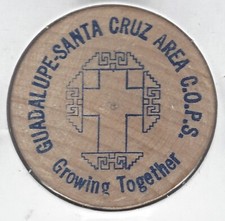 GUADALUPE-SANTA CRUZ AREA C.O.P.S.
Growing Together